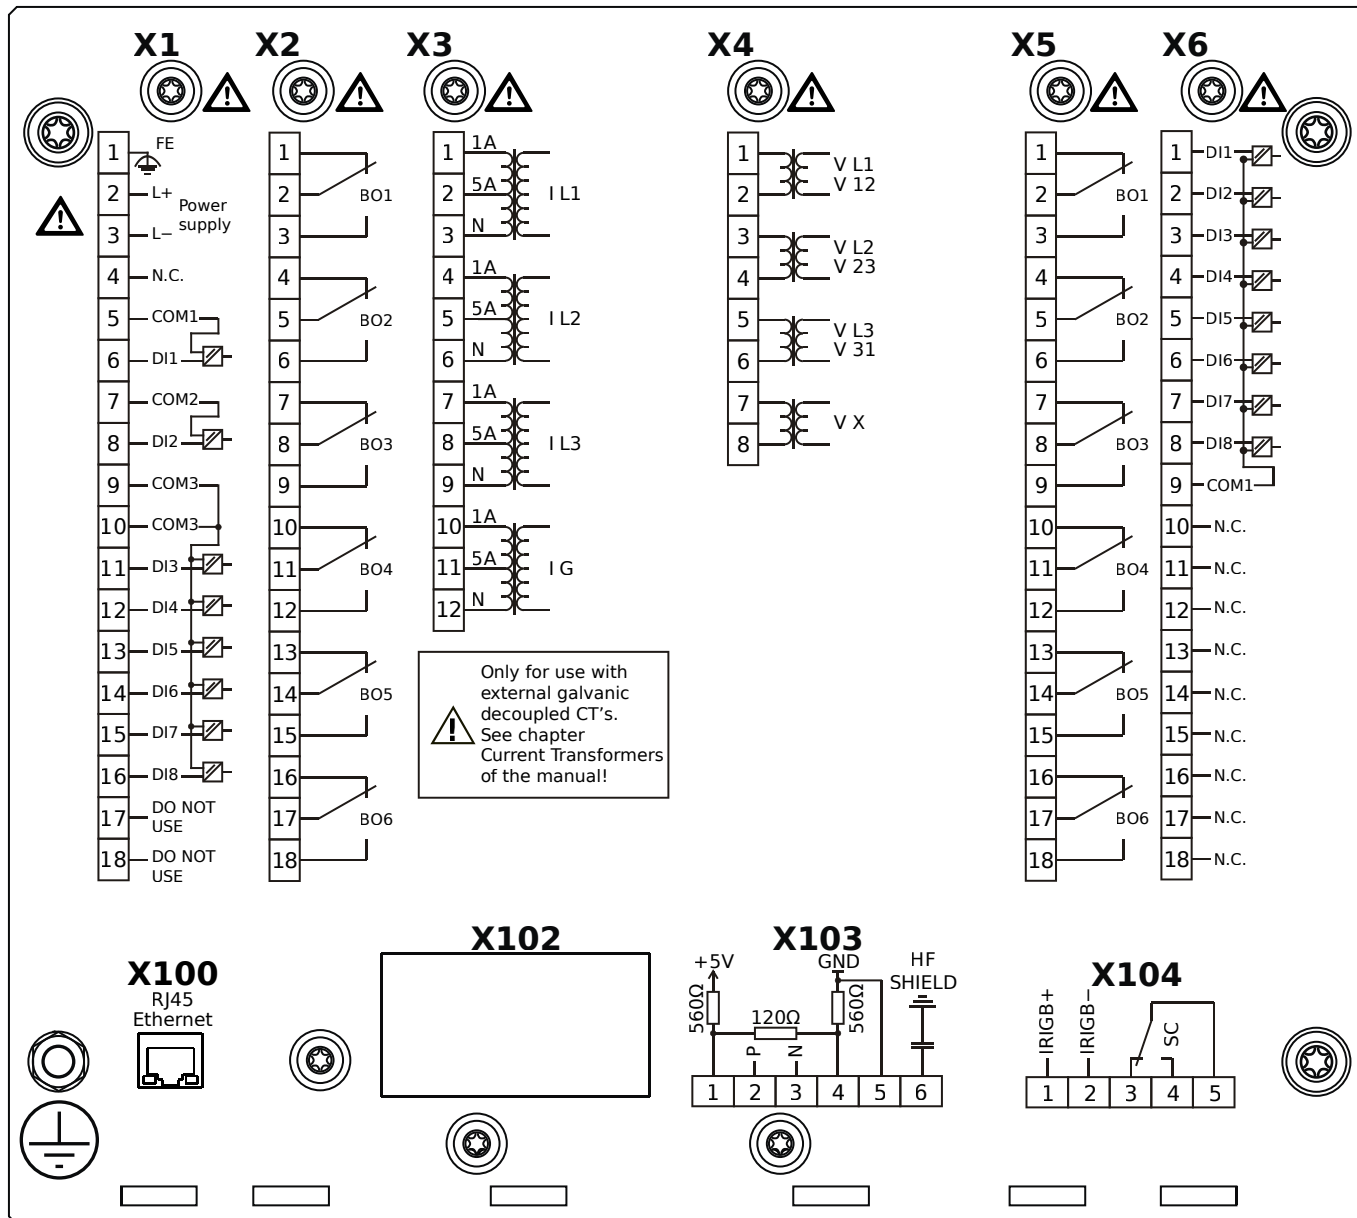 X1
X2
X3
X4
X5
X6
1
FE
2
L+
Power
supply
3
L−
4
N.C.
5
COM1
6
DI1
7
COM2
8
DI2
9
COM3
10
COM3
11
DI3
12
DI4
13
DI5
14
DI6
15
DI7
16
DI8
17
DO NOT
USE
18
DO NOT
USE
1
2
BO1
3
4
5
BO2
6
7
8
BO3
9
10
11
BO4
12
13
14
BO5
15
16
17
BO6
18
1
1A
2
5A
I L1
3
N
4
1A
5
5A
I L2
6
N
7
1A
8
5A
I L3
9
N
10
1A
11
5A
I G
12
N
Only for use with
external galvanic
decoupled CT's.
See chapter
Current Transformers
of the manual!
1
2
V L1
V 12
3
4
V L2
V 23
5
6
V L3
V 31
7
8
V X
1
2
BO1
3
4
5
BO2
6
7
8
BO3
9
10
11
BO4
12
13
14
BO5
15
16
17
BO6
18
1
DI1
2
DI2
3
DI3
4
DI4
5
DI5
6
DI6
7
DI7
8
DI8
9
COM1
10
N.C.
11
N.C.
12
N.C.
13
N.C.
14
N.C.
15
N.C.
16
N.C.
17
N.C.
18
N.C.
X100
RJ45
Ethernet
X102
X103
+5V
GND
HF
SHIELD
560Ω
120Ω
560Ω
P
N
1 2 3 4 5 6
X104
IRIGB+
IRIGB−
SC
1 2 3 4 5